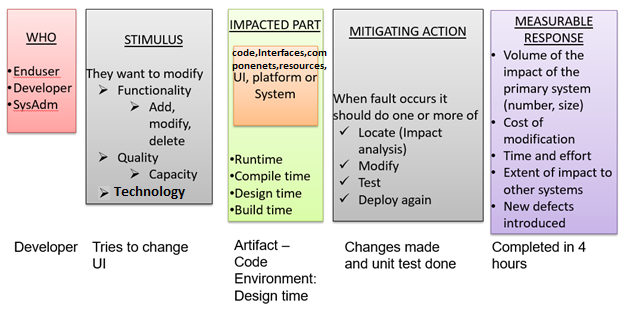 WHO
•Enduser
•Developer
•SysAdm
STIMULUS
They want to modify
➢ Functionality
➢ Add,
modify,
delete
➢ Quality
➢ Capacity
➢ Technology
IMPACTED PART
code,Interfaces,com
ponenets,resources,
UI, platform or
System
•Runtime
•Compile time
•Design time
•Build time
MITIGATING ACTION
When fault occurs it
should do one or more of
✓ Locate (Impact
analysis)
✓ Modify
✓ Test
✓ Deploy again
MEASURABLE
RESPONSE
• Volume of the
impact of the
primary system
(number, size)
• Cost of
modification
• Time and effort
• Extent of impact to
other systems
• New defects
introduced
Developer
Tries to change
UI
Artifact –
Code
Environment:
Design time
Changes made
and unit test done
Completed in 4
hours